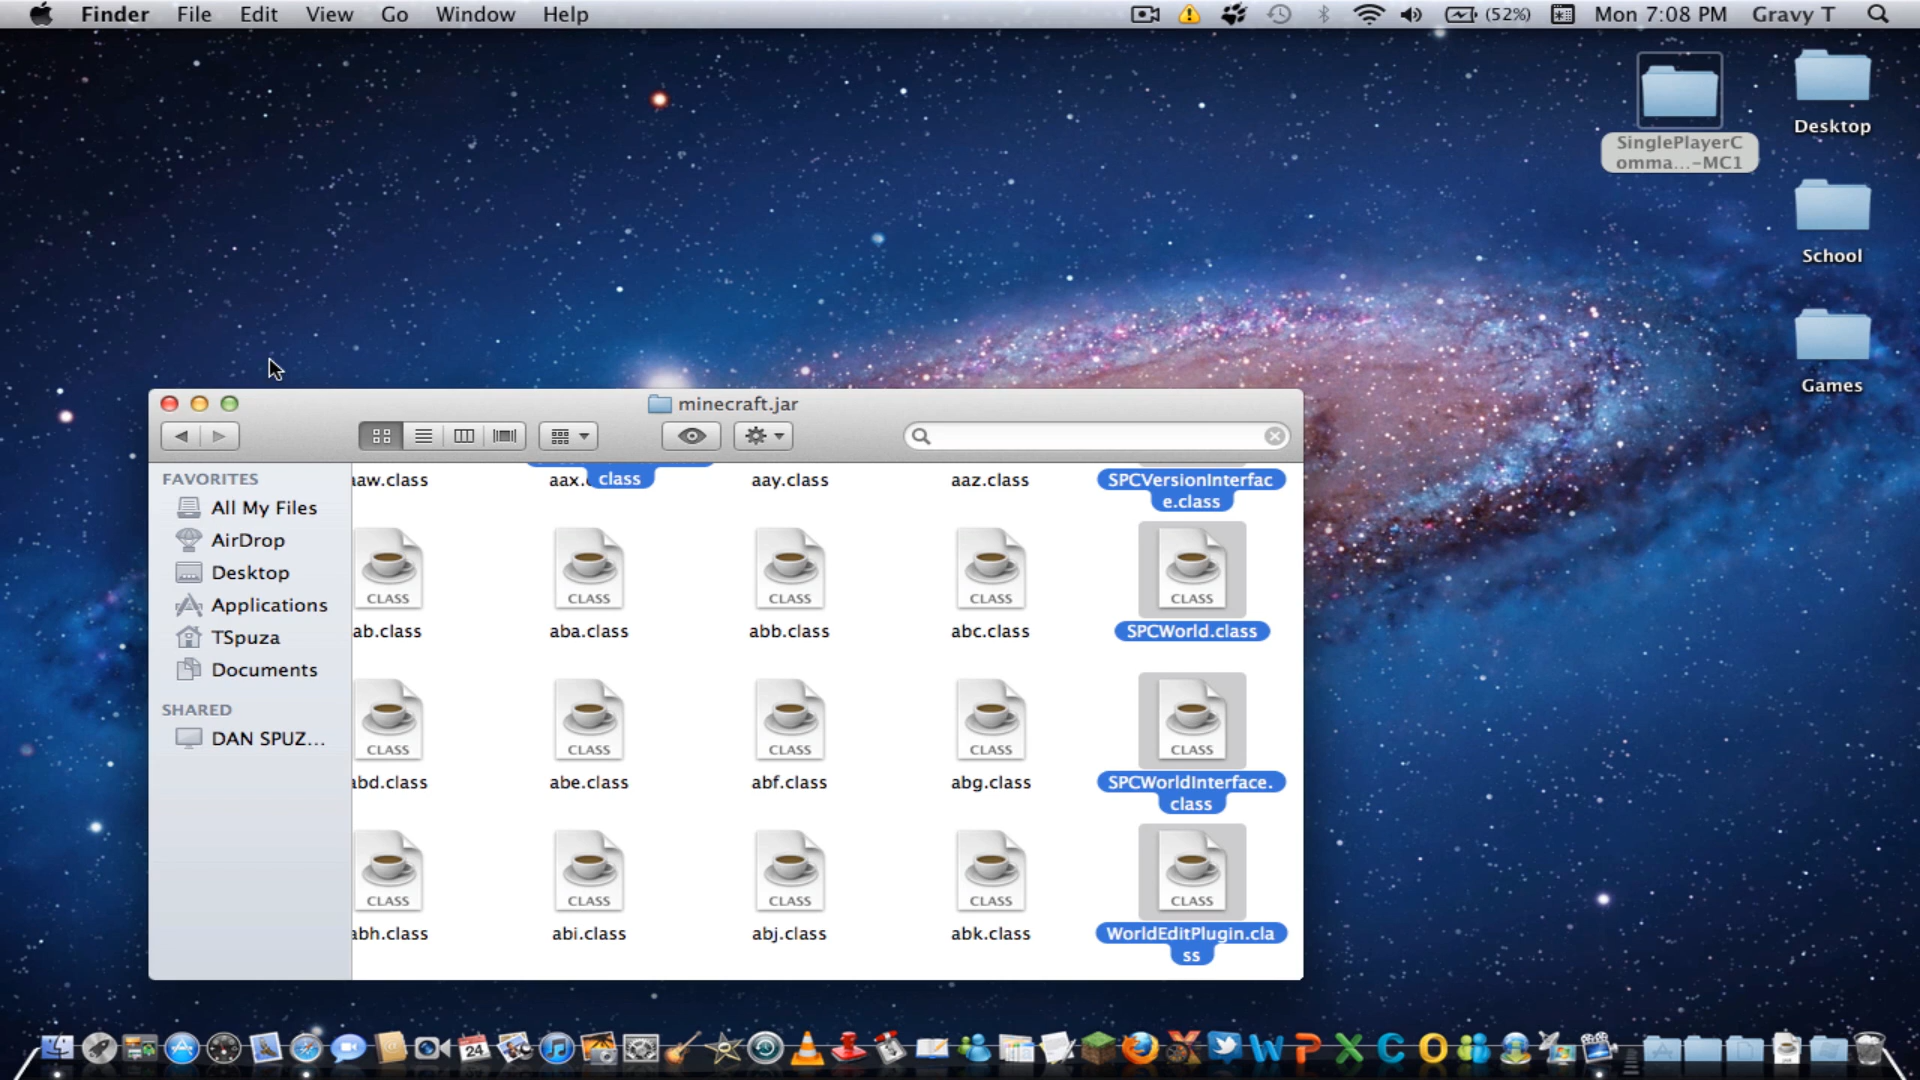 Finder File Edit View Go Window Help (52%) Mon 7:08 PM Gravy T
SinglePlayerC
omma...-MC1
Desktop
School
Games
minecraft.jar
FAVORITES
All My Files
AirDrop
Desktop
Applications
TSpuza
Documents
SHARED
DAN SPUZ...
aaw.class
aax.c
class
aay.class
aaz.class
SPCVersionInterfac
e.class
CLASS CLASS CLASS CLASS CLASS
ab.class aba.class abb.class abc.class SPCWorld.class
CLASS CLASS CLASS CLASS CLASS
abd.class abe.class abf.class abg.class SPCWorldInterface.
class
CLASS CLASS CLASS CLASS CLASS
abh.class abi.class abj.class abk.class WorldEditPlugin.cla
ss
24